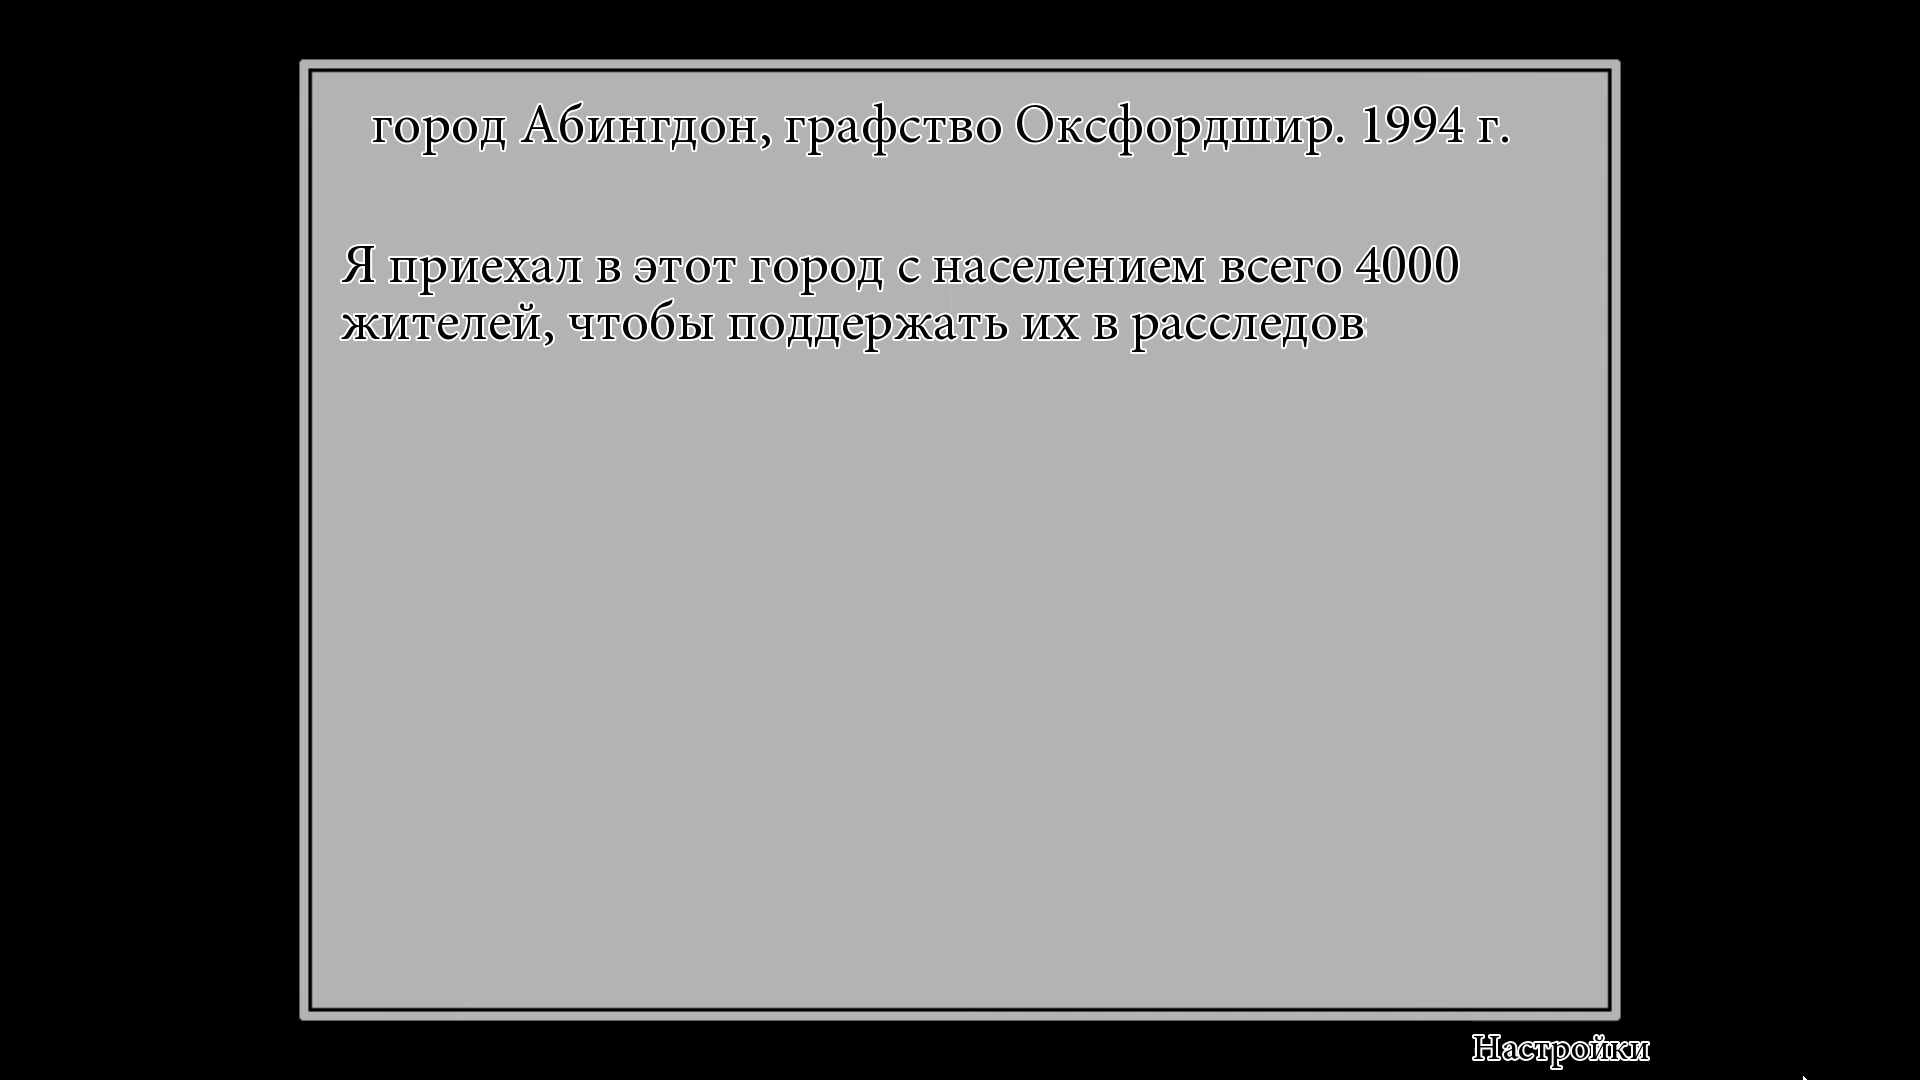 город Абингдон, графство Оксфордшир. 1994 г.
Я приехал в этот город с населением всего 4000
жителей, чтобы поддержать их в расследов
Настройки